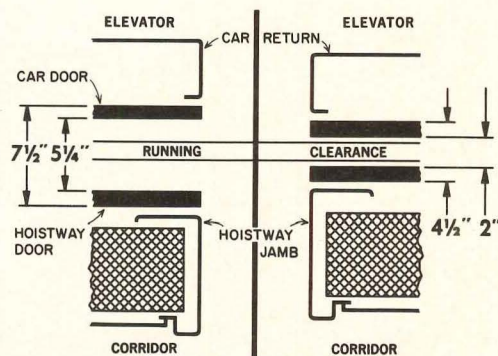 ELEVATOR
ELEVATOR
CAR RETURN
CAR DOOR
7½" 5¼"
RUNNING CLEARANCE
4½" 2"
HOISTWAY DOOR
HOISTWAY JAMB
CORRIDOR
CORRIDOR